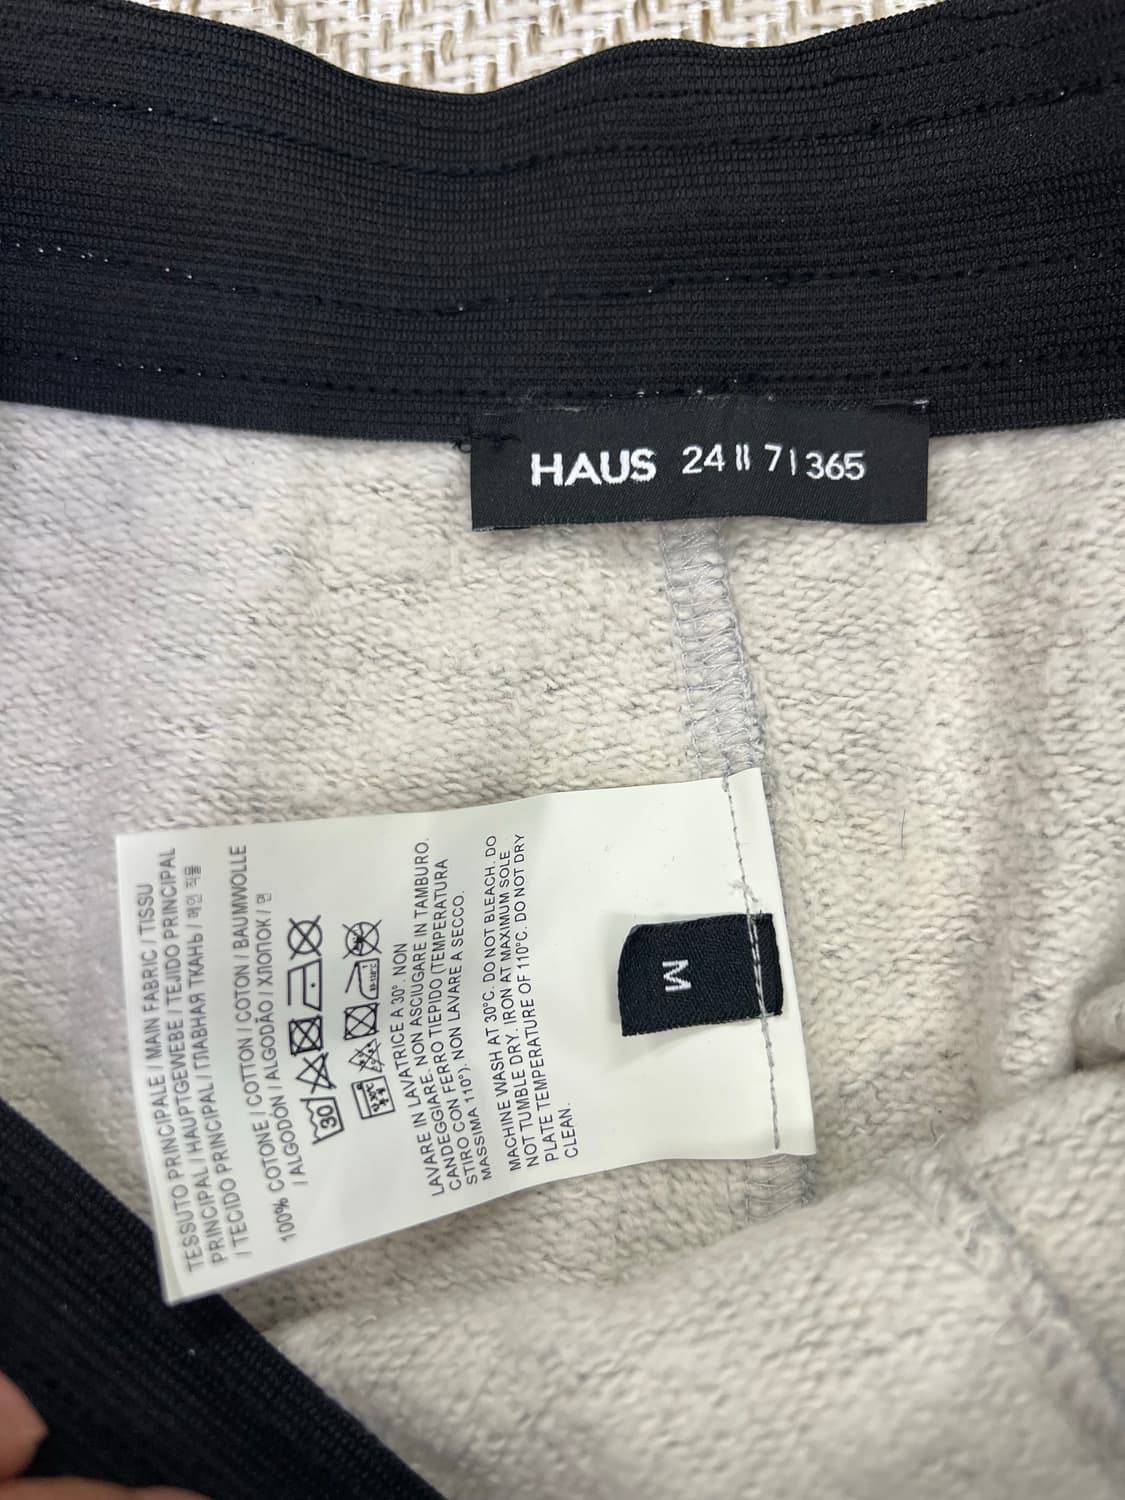 HAUS 24 || 7 | 365
TESSUTO PRINCIPALE / MAIN FABRIC / TISSU
PRINCIPAL / HAUPTGEWEBE / TEJIDO PRINCIPAL
/ TECIDO PRINCIPAL / ГЛАВНАЯ ТКАНЬ / 메인 직물
100% COTONE / COTTON / COTON / BAUMWOLLE
/ ALGODÓN / ALGODÃO / ХЛОПОК / 면
30
LAVARE IN LAVATRICE A 30°. NON
CANDEGGIARE. NON ASCIUGARE IN TAMBURO.
STIRO CON FERRO TIEPIDO (TEMPERATURA
MASSIMA 110°). NON LAVARE A SECCO.
MACHINE WASH AT 30°C. DO NOT BLEACH. DO
NOT TUMBLE DRY. IRON AT MAXIMUM SOLE
PLATE TEMPERATURE OF 110°C. DO NOT DRY
CLEAN.
M